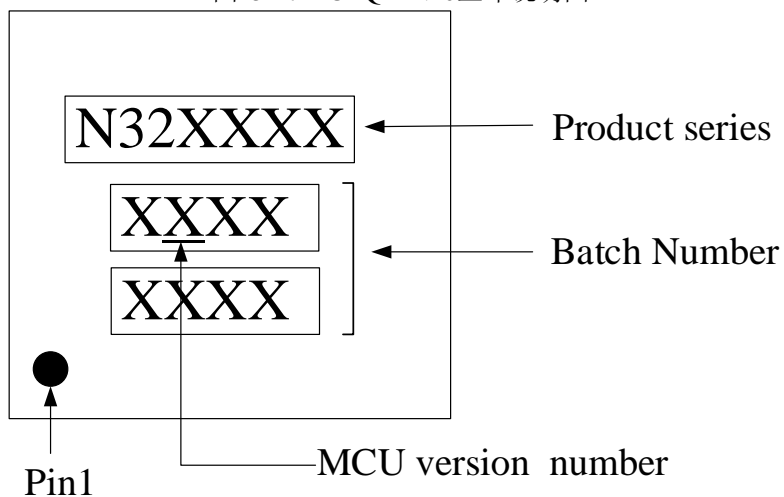 N32XXXX
Product series
XXXX
Batch Number
XXXX
MCU version number
Pin1